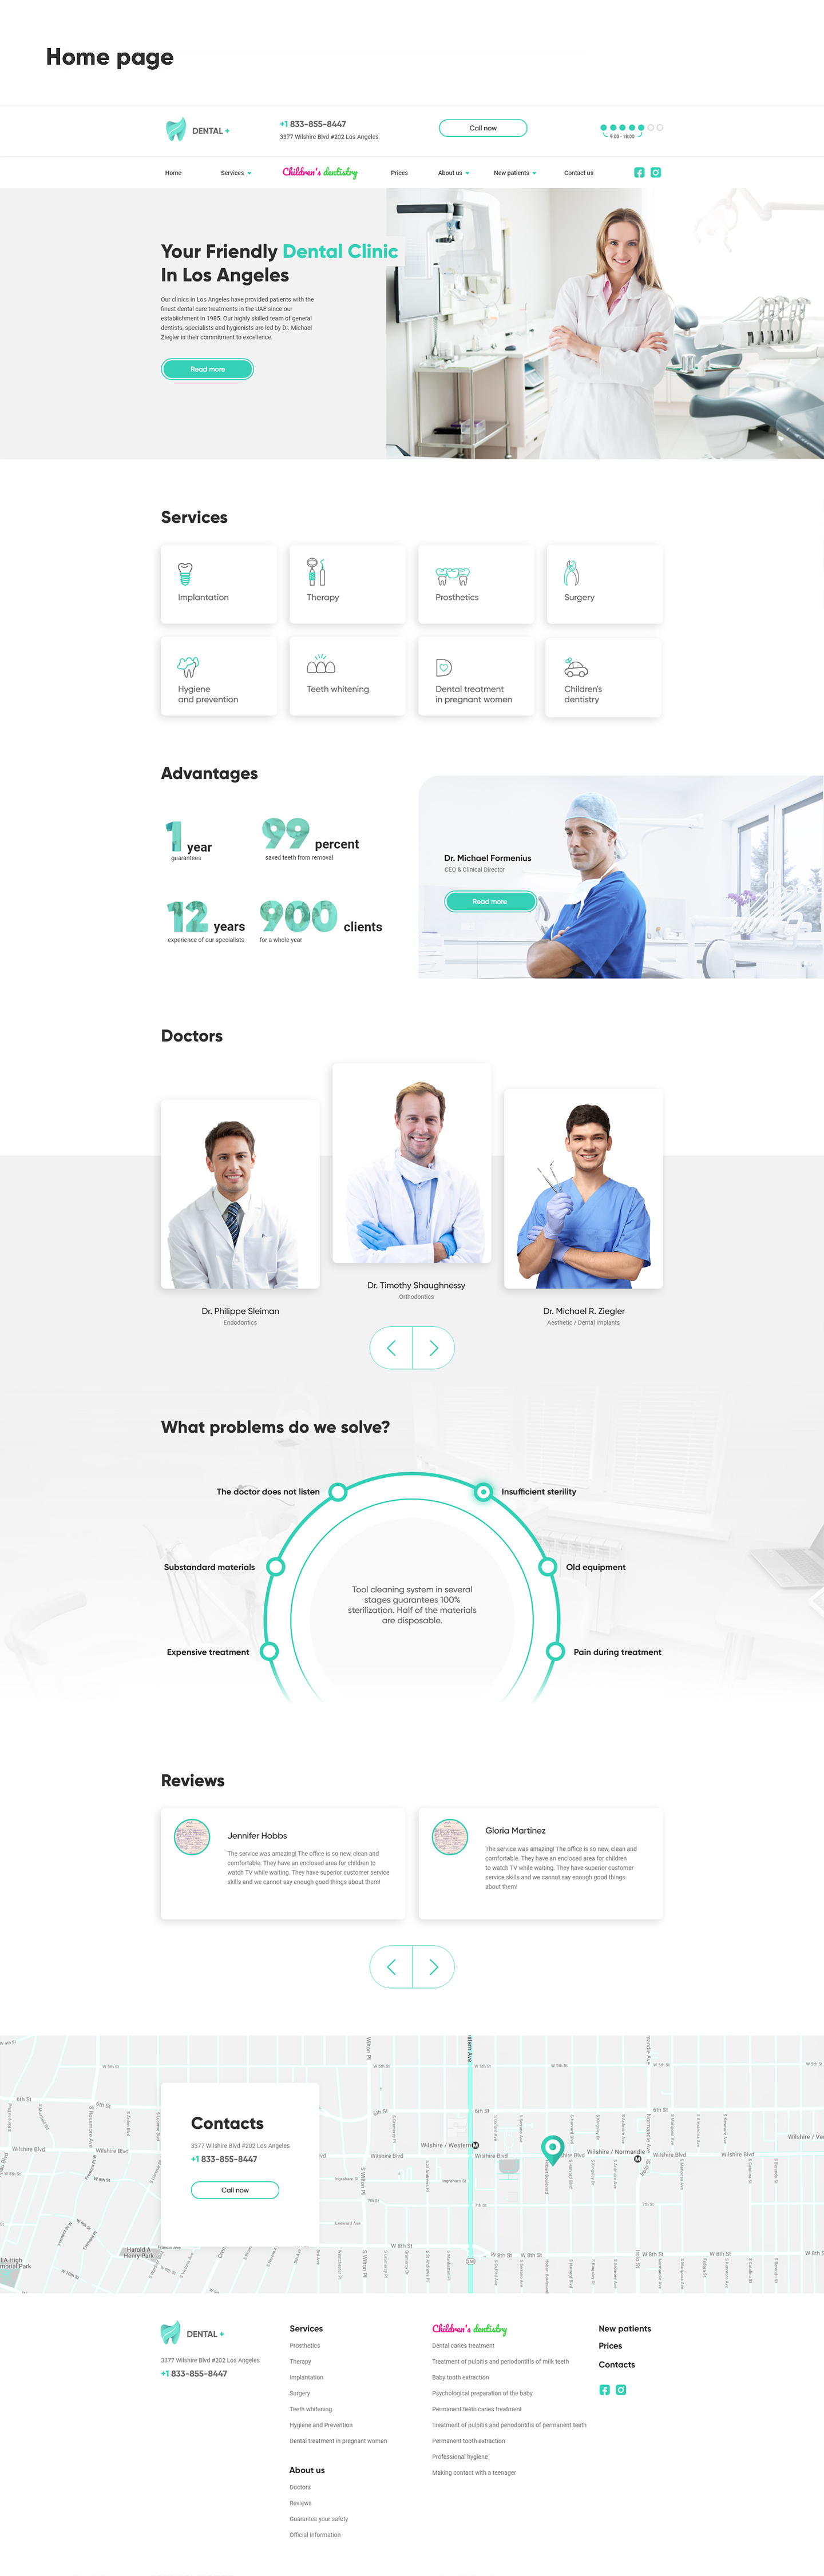 Home page
DENTAL +
+1 833-855-8447
3377 Wilshire Blvd #202 Los Angeles
Call now
9:00 - 18:00
Home
Services
Children's dentistry
Prices
About us
New patients
Contact us
Your Friendly Dental Clinic
In Los Angeles
Our clinics in Los Angeles have provided patients with the
finest dental care treatments in the UAE since our
establishment in 1985. Our highly skilled team of general
dentists, specialists and hygienists are led by Dr. Michael
Ziegler in their commitment to excellence.
Read more
Services
Implantation
Therapy
Prosthetics
Surgery
Hygiene
and prevention
Teeth whitening
Dental treatment
in pregnant women
Children's
dentistry
Advantages
1 year
guarantees
99 percent
saved teeth from removal
12 years
experience of our specialists
900 clients
for a whole year
Dr. Michael Formenius
CEO & Clinical Director
Read more
Doctors
Dr. Philippe Sleiman
Endodontics
Dr. Timothy Shaughnessy
Orthodontics
Dr. Michael R. Ziegler
Aesthetic / Dental Implants
What problems do we solve?
The doctor does not listen
Insufficient sterility
Substandard materials
Old equipment
Expensive treatment
Pain during treatment
Tool cleaning system in several
stages guarantees 100%
sterilization. Half of the materials
are disposable.
Reviews
Jennifer Hobbs
The service was amazing! The office is so new, clean and
comfortable. They have an enclosed area for children to
watch TV while waiting. They have superior customer service
skills and we cannot say enough good things about them!
Gloria Martinez
The service was amazing! The office is so new, clean and
comfortable. They have an enclosed area for children
to watch TV while waiting. They have superior customer
service skills and we cannot say enough good things
about them!
Contacts
3377 Wilshire Blvd #202 Los Angeles
+1 833-855-8447
Call now
6th St
Wilshire Blvd
Wilshire / Western
Wilshire / Normandie
Wilshire Blvd
W 8th St
Harold A
Henry Park
DENTAL +
3377 Wilshire Blvd #202 Los Angeles
+1 833-855-8447
Services
Prosthetics
Therapy
Implantation
Surgery
Teeth whitening
Hygiene and Prevention
Dental treatment in pregnant women
About us
Doctors
Reviews
Guarantee your safety
Official information
Children's dentistry
Dental caries treatment
Treatment of pulpitis and periodontitis of milk teeth
Baby tooth extraction
Psychological preparation of the baby
Permanent teeth caries treatment
Treatment of pulpitis and periodontitis of permanent teeth
Permanent tooth extraction
Professional hygiene
Making contact with a teenager
New patients
Prices
Contacts